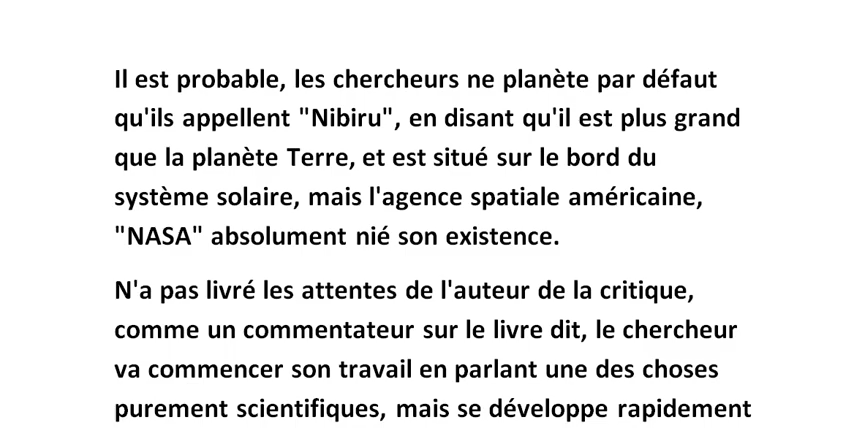 Il est probable, les chercheurs ne planète par défaut
qu'ils appellent "Nibiru", en disant qu'il est plus grand
que la planète Terre, et est situé sur le bord du
système solaire, mais l'agence spatiale américaine,
"NASA" absolument nié son existence.
N'a pas livré les attentes de l'auteur de la critique,
comme un commentateur sur le livre dit, le chercheur
va commencer son travail en parlant une des choses
purement scientifiques, mais se développe rapidement